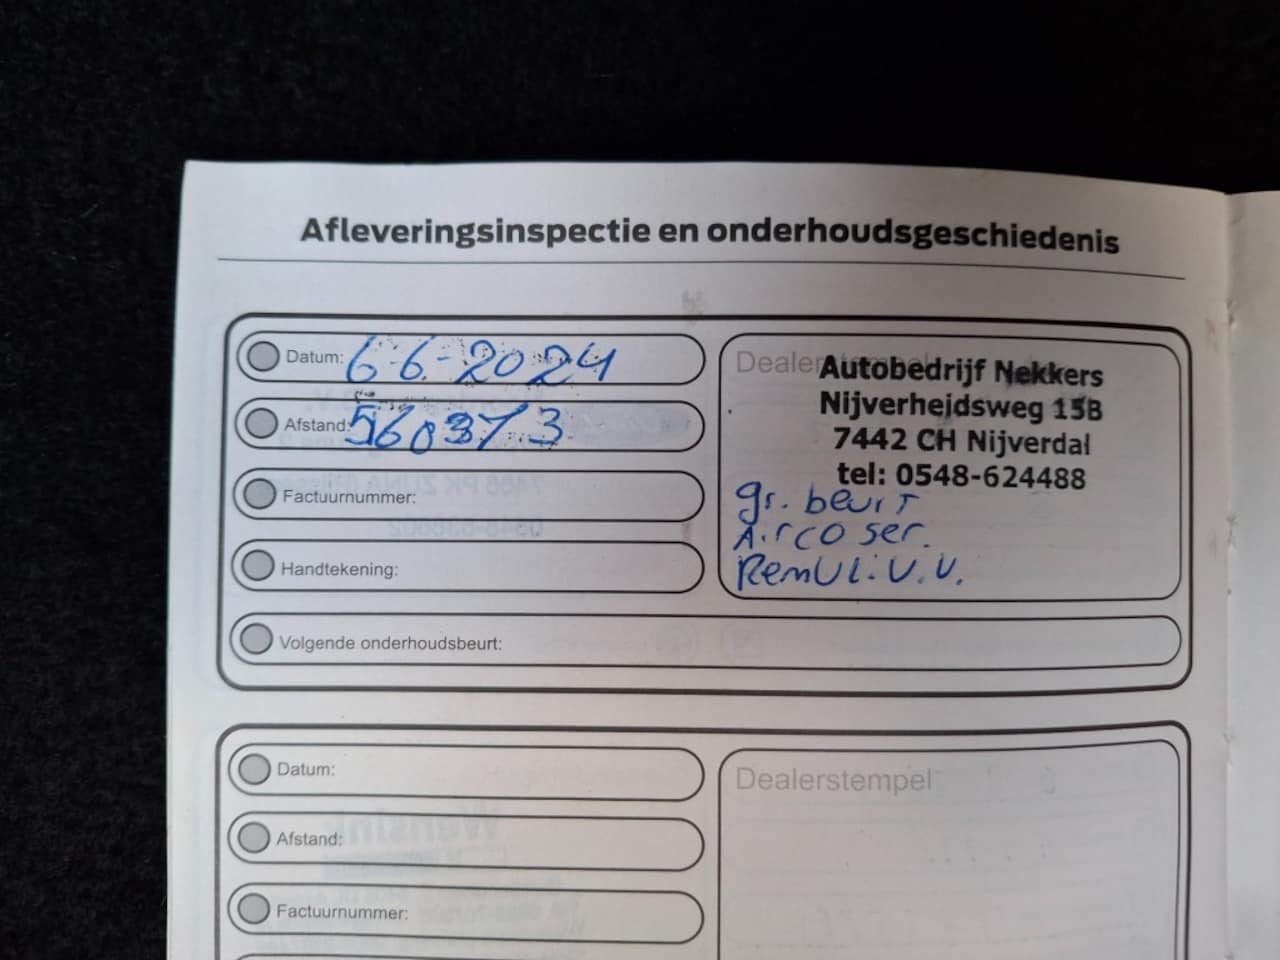 Afleveringsinspectie en onderhoudsgeschiedenis
Datum: 6-6-2024
Afstand: 560373
Factuurnummer:
Handtekening:
Dealerstempel
Autobedrijf Nekkers
Nijverheidsweg 15B
7442 CH Nijverdal
tel: 0548-624488
gr. beurt
Airco ser.
Remvl. V.V.
Volgende onderhoudsbeurt:
Datum:
Afstand:
Factuurnummer:
Dealerstempel